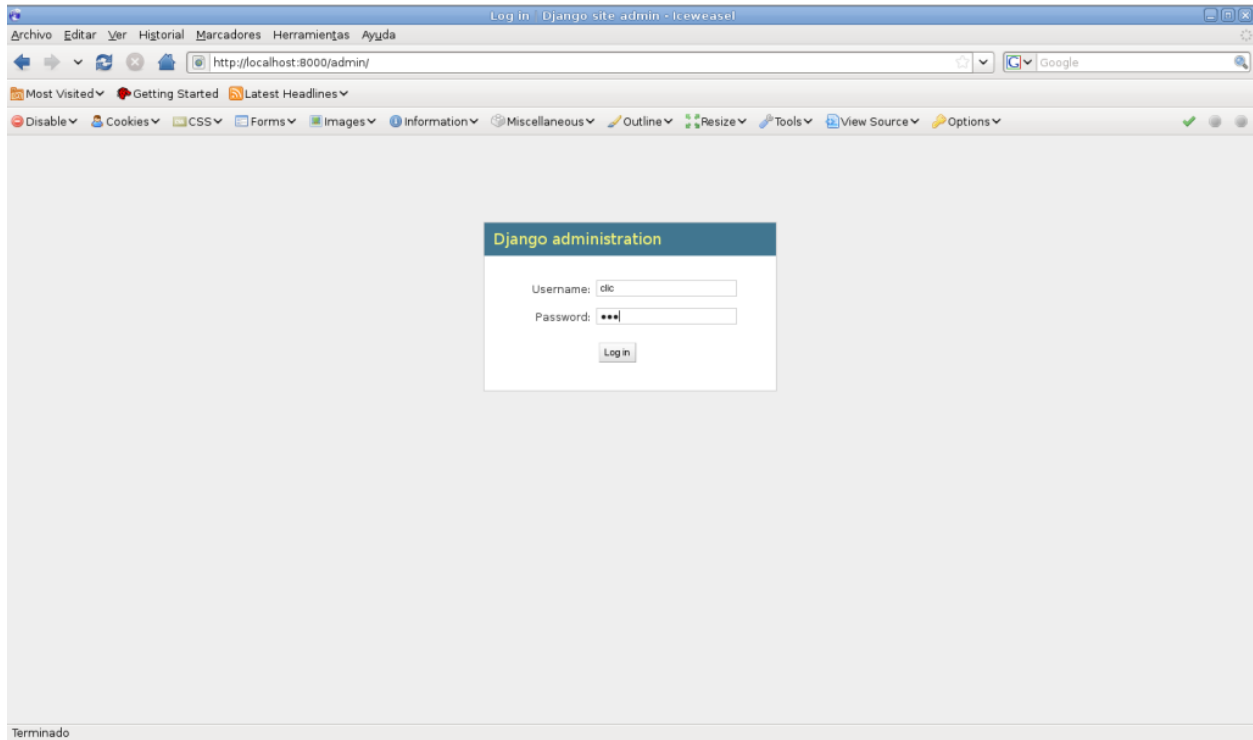 Log in | Django site admin - Iceweasel
Archivo Editar Ver Historial Marcadores Herramientas Ayuda
http://localhost:8000/admin/
Google
Most Visited Getting Started Latest Headlines
Disable Cookies CSS Forms Images Information Miscellaneous Outline Resize Tools View Source Options
Django administration
Username: clic
Password: •••
Log in
Terminado